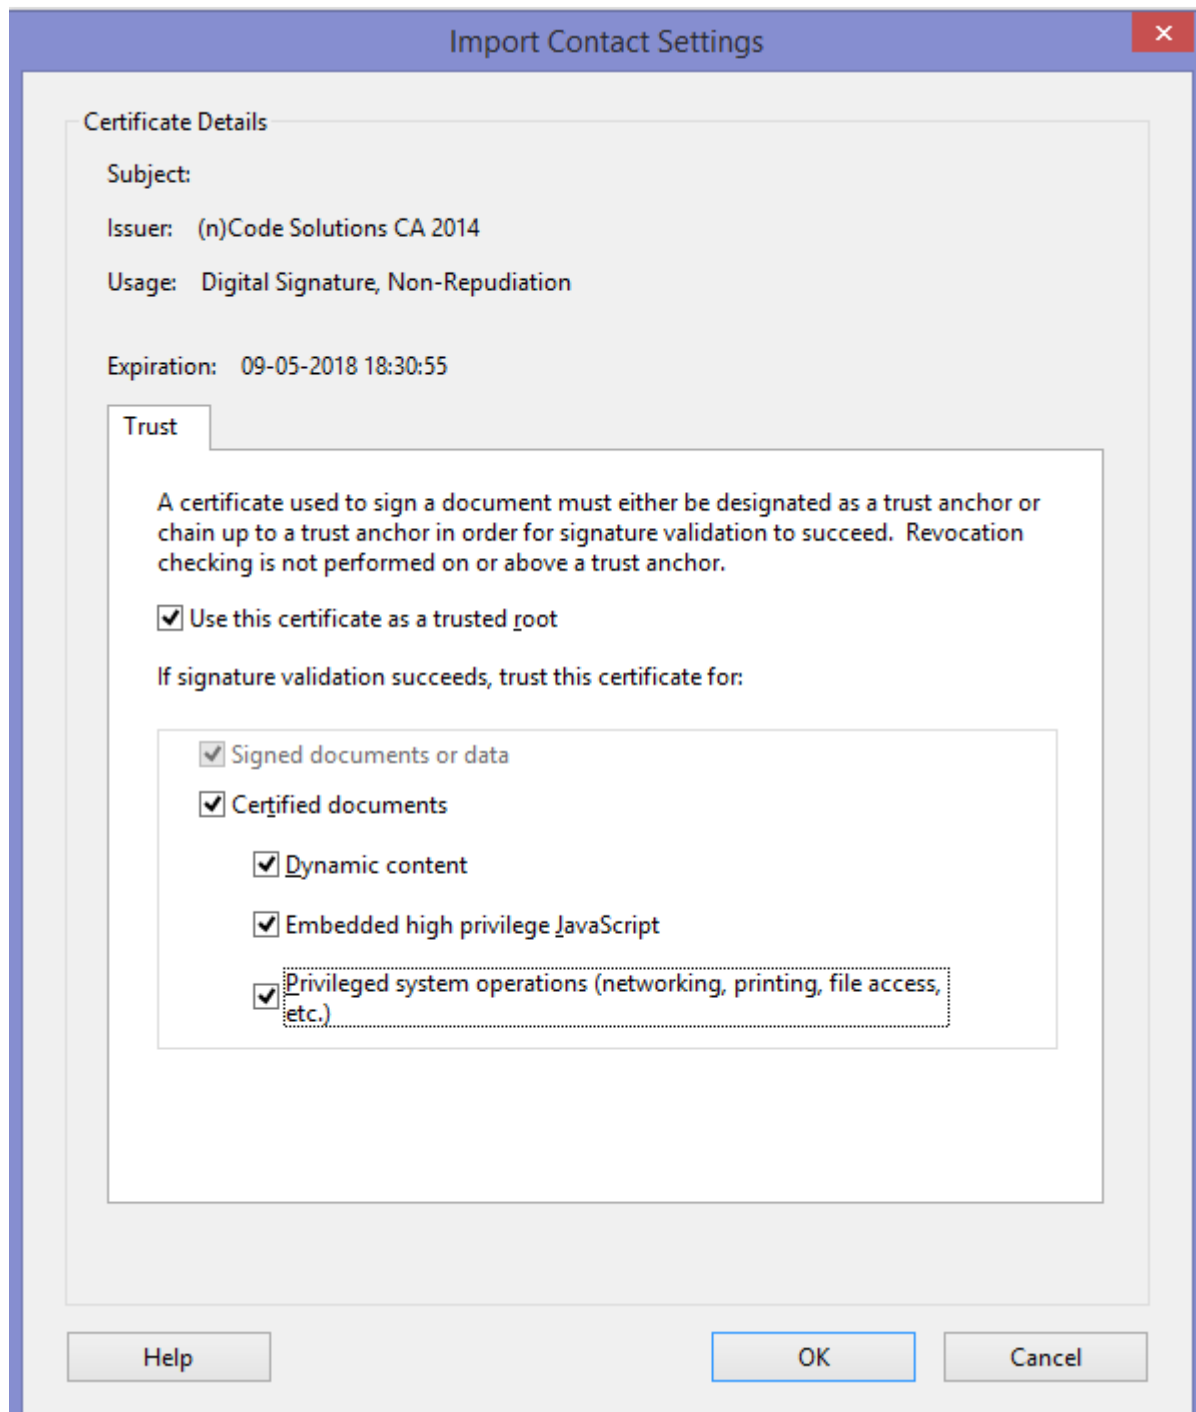 Import Contact Settings
Certificate Details
Subject:
Issuer: (n)Code Solutions CA 2014
Usage: Digital Signature, Non-Repudiation
Expiration: 09-05-2018 18:30:55
Trust
A certificate used to sign a document must either be designated as a trust anchor or
chain up to a trust anchor in order for signature validation to succeed. Revocation
checking is not performed on or above a trust anchor.
Use this certificate as a trusted root
If signature validation succeeds, trust this certificate for:
Signed documents or data
Certified documents
Dynamic content
Embedded high privilege JavaScript
Privileged system operations (networking, printing, file access,
etc.)
Help
OK
Cancel